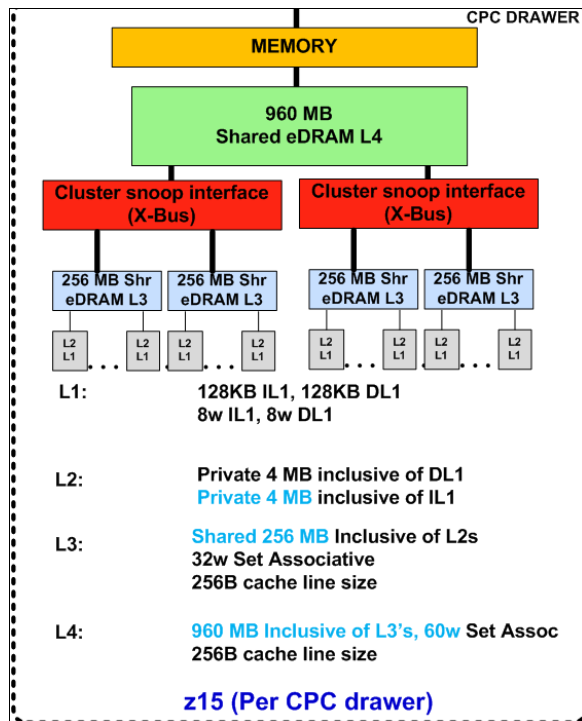 CPC DRAWER
MEMORY
960 MB
Shared eDRAM L4
Cluster snoop interface
(X-Bus)
Cluster snoop interface
(X-Bus)
256 MB Shr
eDRAM L3
256 MB Shr
eDRAM L3
256 MB Shr
eDRAM L3
256 MB Shr
eDRAM L3
L2
L1
...
L2
L1
L2
L1
...
L2
L1
L2
L1
...
L2
L1
L2
L1
...
L2
L1
L1:
128KB IL1, 128KB DL1
8w IL1, 8w DL1
L2:
Private 4 MB inclusive of DL1
Private 4 MB inclusive of IL1
L3:
Shared 256 MB Inclusive of L2s
32w Set Associative
256B cache line size
L4:
960 MB Inclusive of L3's, 60w Set Assoc
256B cache line size
z15 (Per CPC drawer)